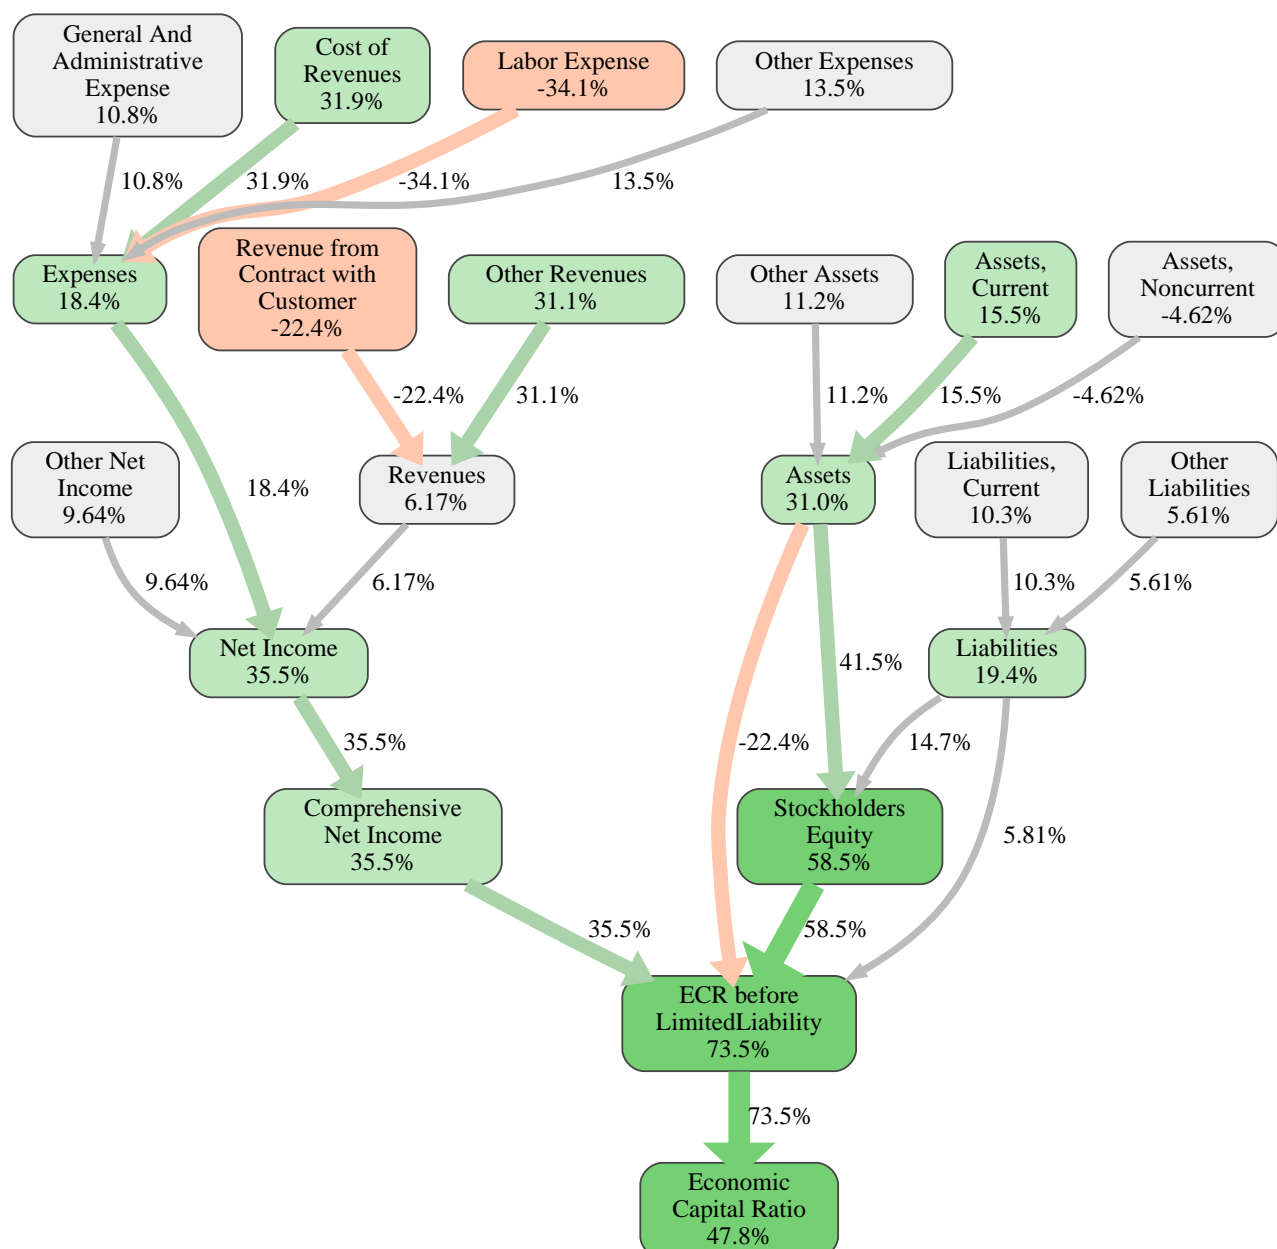 General And
Administrative
Expense
10.8%
Cost of
Revenues
31.9%
Labor Expense
-34.1%
Other Expenses
13.5%
10.8%
31.9%
-34.1%
13.5%
Expenses
18.4%
Revenue from
Contract with
Customer
-22.4%
Other Revenues
31.1%
Other Assets
11.2%
Assets,
Current
15.5%
Assets,
Noncurrent
-4.62%
-22.4%
31.1%
11.2%
15.5%
-4.62%
Other Net
Income
9.64%
18.4%
Revenues
6.17%
Assets
31.0%
Liabilities,
Current
10.3%
Other
Liabilities
5.61%
9.64%
6.17%
10.3%
5.61%
Net Income
35.5%
41.5%
Liabilities
19.4%
35.5%
-22.4%
14.7%
Comprehensive
Net Income
35.5%
Stockholders
Equity
58.5%
5.81%
35.5%
58.5%
ECR before
LimitedLiability
73.5%
73.5%
Economic
Capital Ratio
47.8%